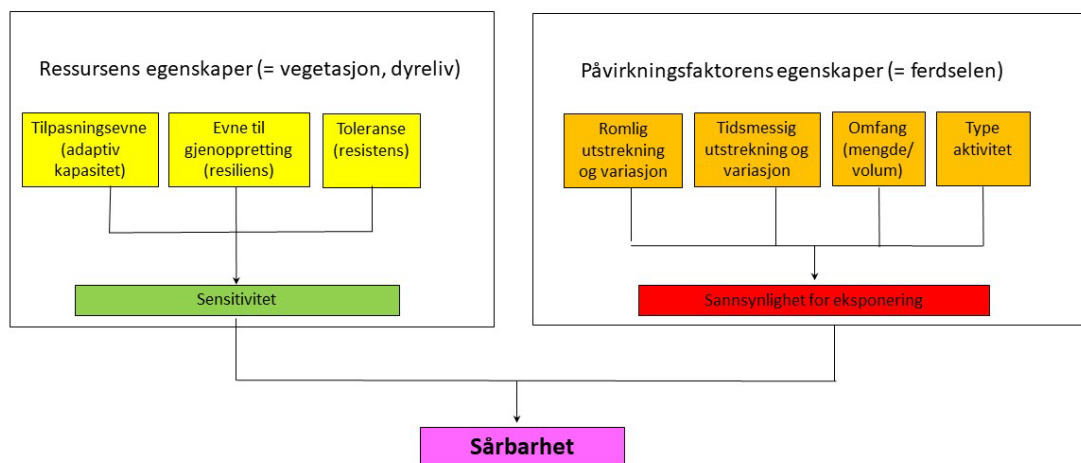 Ressursens egenskaper (= vegetasjon, dyreliv)
Tilpasningsevne
(adaptiv
kapasitet)
Evne til
gjenoppretting
(resiliens)
Toleranse
(resistens)
Sensitivitet
Påvirkningsfaktorens egenskaper (= ferdselen)
Romlig
utstrekning
og variasjon
Tidsmessig
utstrekning og
variasjon
Omfang
(mengde/
volum)
Type
aktivitet
Sannsynlighet for eksponering
Sårbarhet